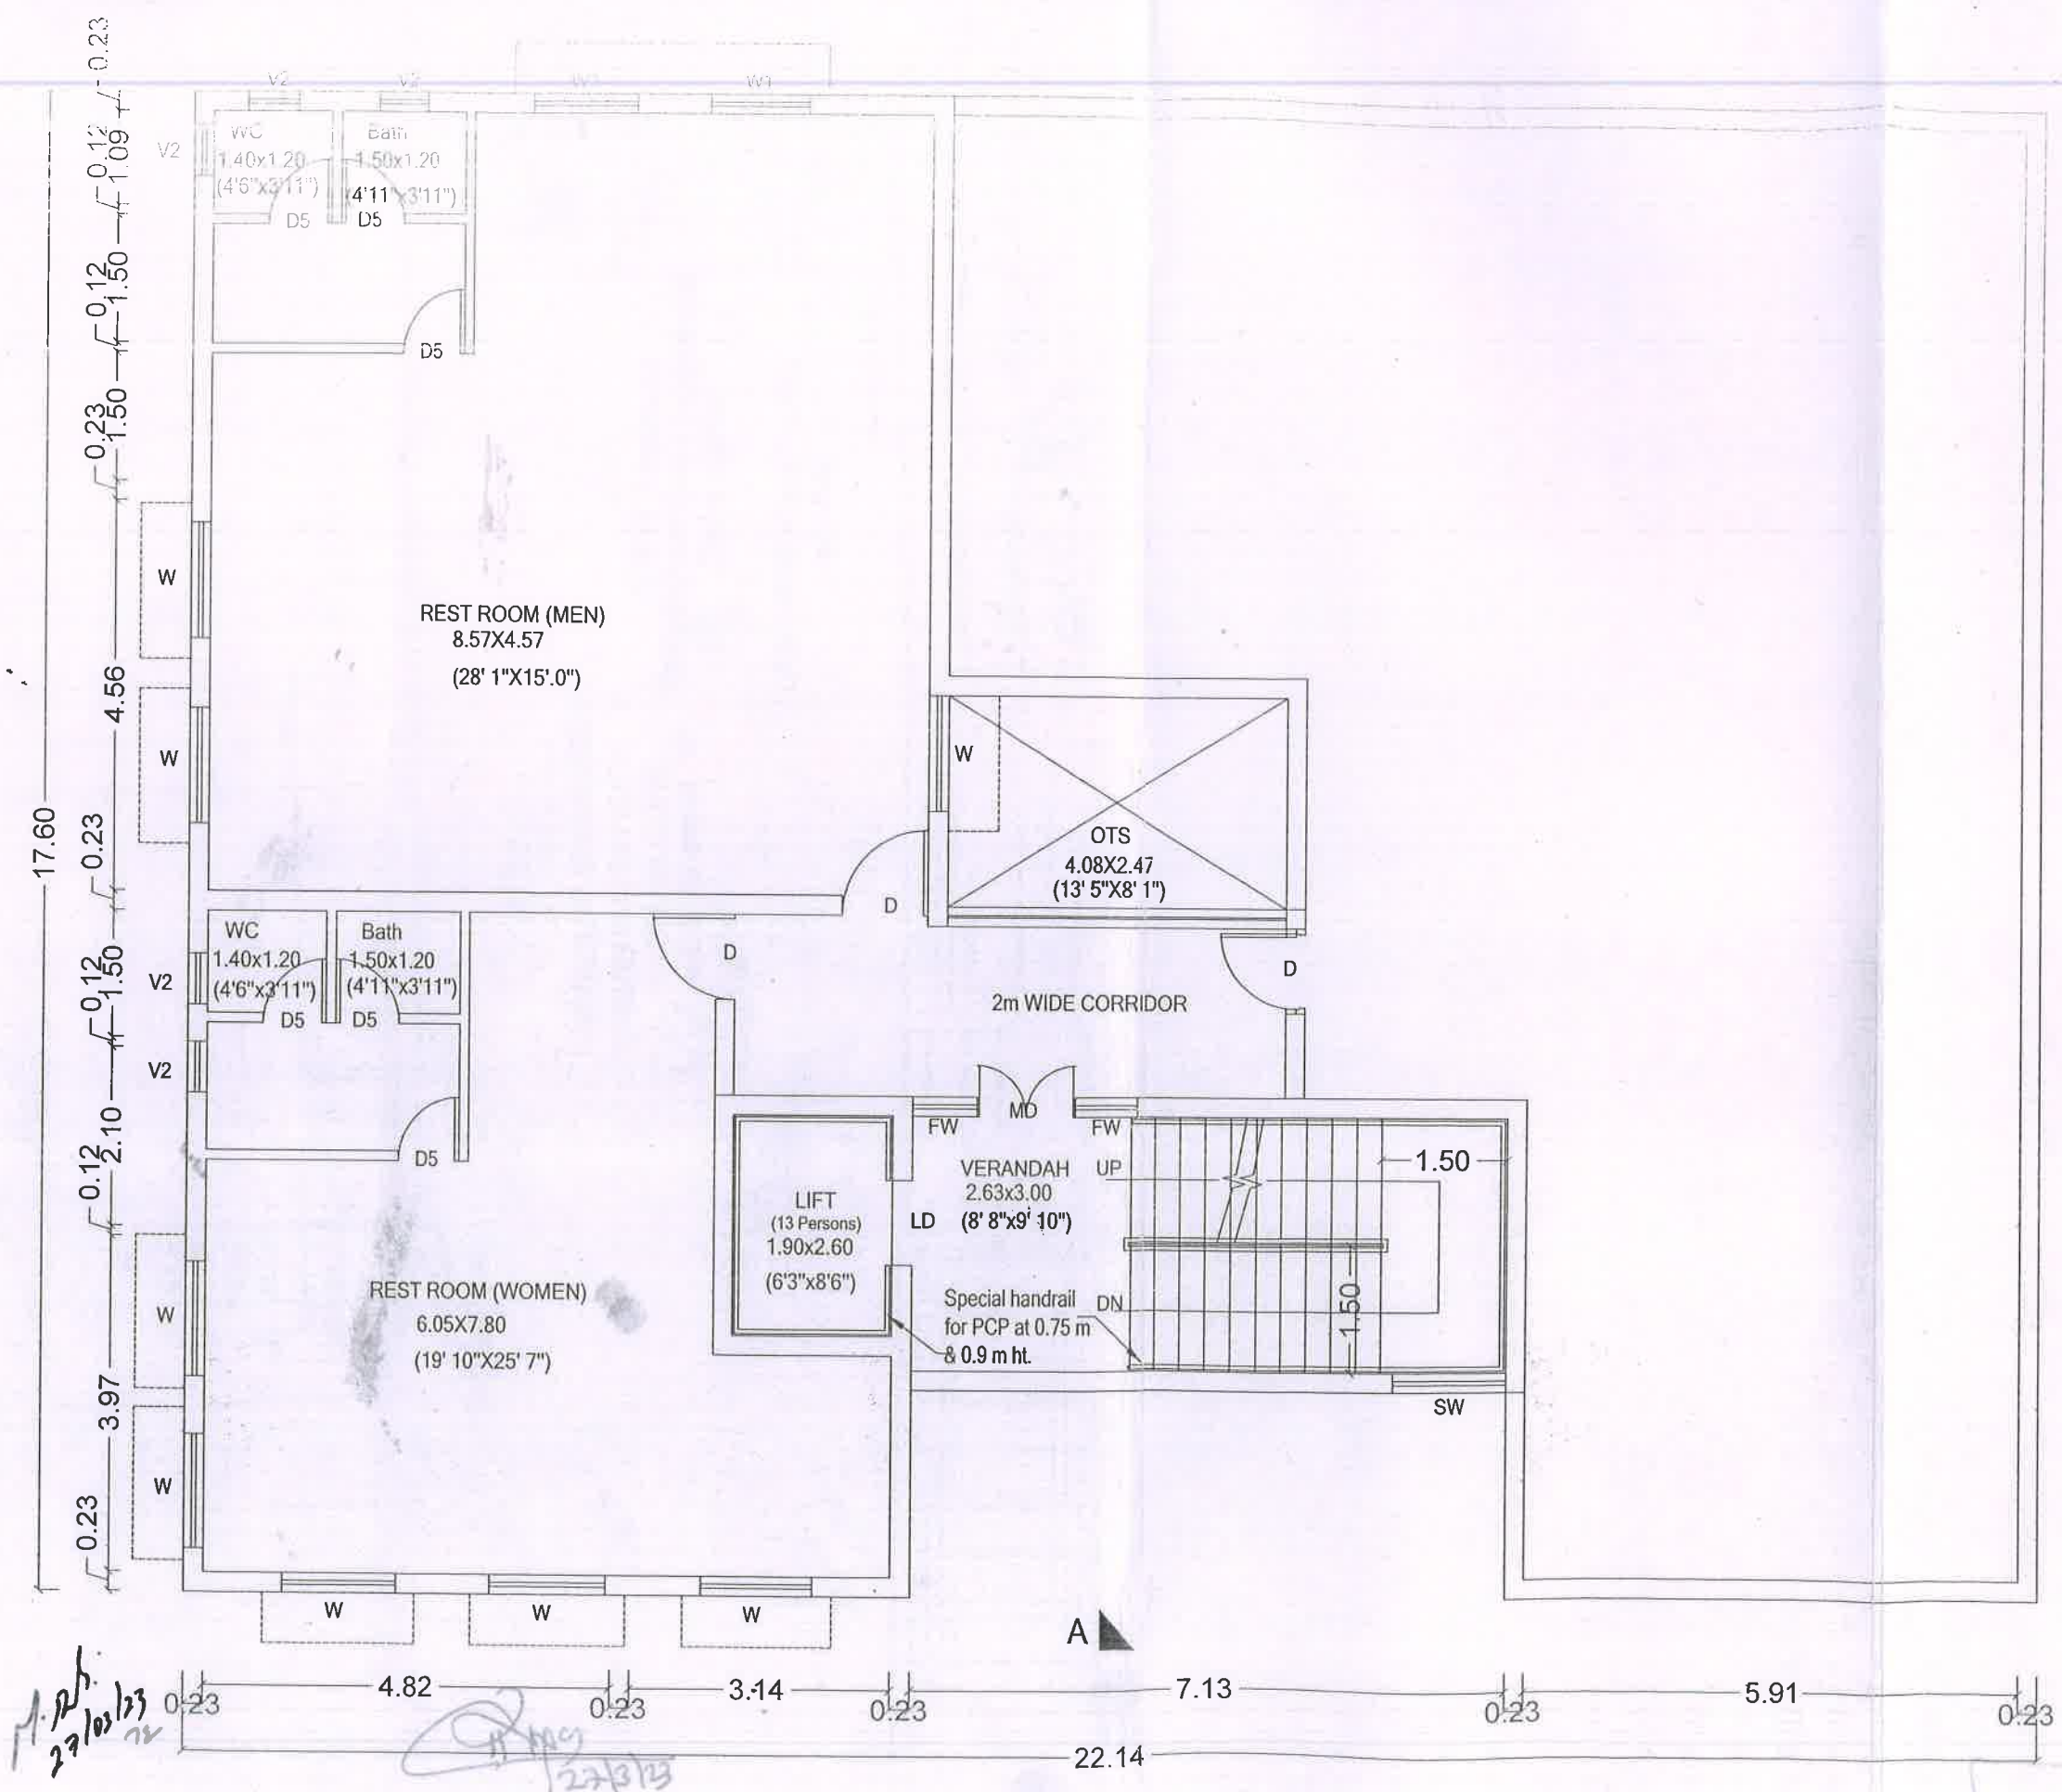 V2
V2
W1
W1
V2
WC
1.40x1.20
(4'6"x3'11")
Bath
1.50x1.20
(4'11"x3'11")
D5
D5
D5
W
REST ROOM (MEN)
8.57X4.57
(28' 1"X15'.0")
W
W
OTS
4.08X2.47
(13' 5"X8' 1")
D
D
D
V2
WC
1.40x1.20
(4'6"x3'11")
Bath
1.50x1.20
(4'11"x3'11")
D5
D5
2m WIDE CORRIDOR
V2
D5
FW
MD
FW
VERANDAH
2.63x3.00
(8' 8"x9' 10")
UP
1.50
LIFT
(13 Persons)
1.90x2.60
(6'3"x8'6")
LD
REST ROOM (WOMEN)
6.05X7.80
(19' 10"X25' 7")
W
Special handrail
for PCP at 0.75 m
& 0.9 m ht.
DN
1.50
SW
W
W
W
W
A
0.23
1.09
0.12
1.50
0.12
1.50
0.23
4.56
0.23
1.50
0.12
2.10
0.12
3.97
0.23
17.60
0.23
4.82
0.23
3.14
0.23
7.13
0.23
5.91
0.23
22.14
27/03/23
27/3/23